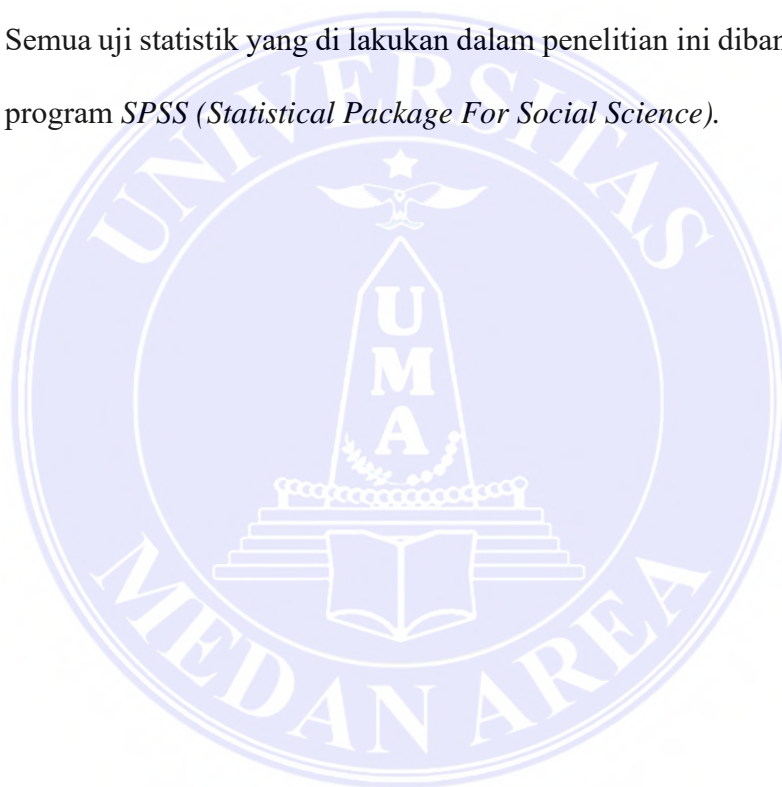 Semua uji statistik yang di lakukan dalam penelitian ini
program SPSS (Statistical Package For Social Science).
UNIVERSITAS
UMA
MEDAN AREA